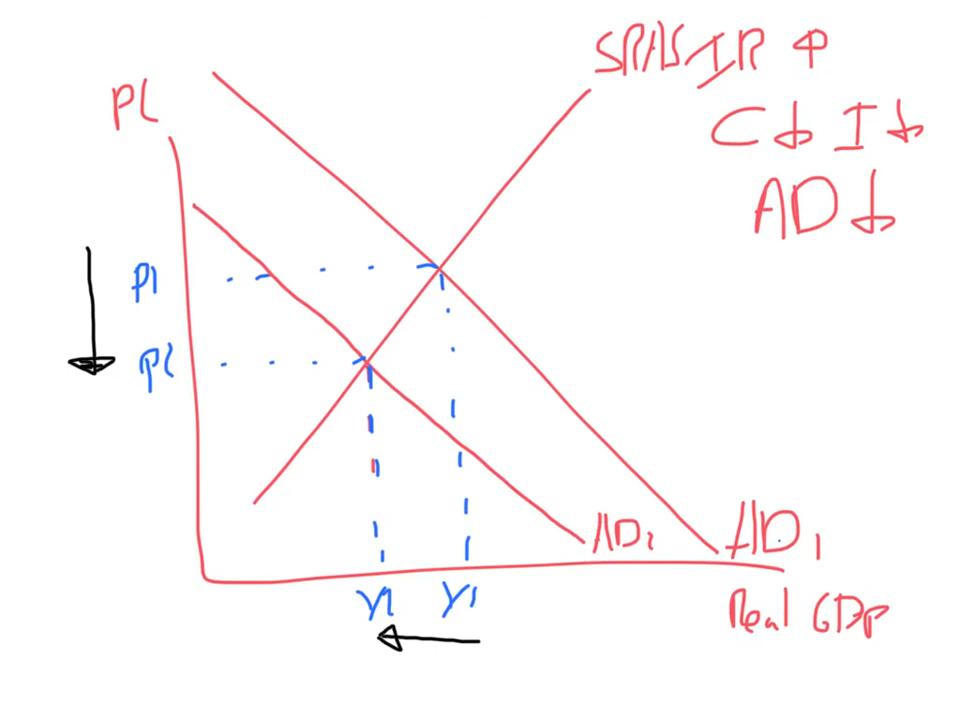 SRAS IR ↑
PL
C↓ I↓
AD↓
P1
P2
AD2
AD1
Y2 Y1
Real GDP